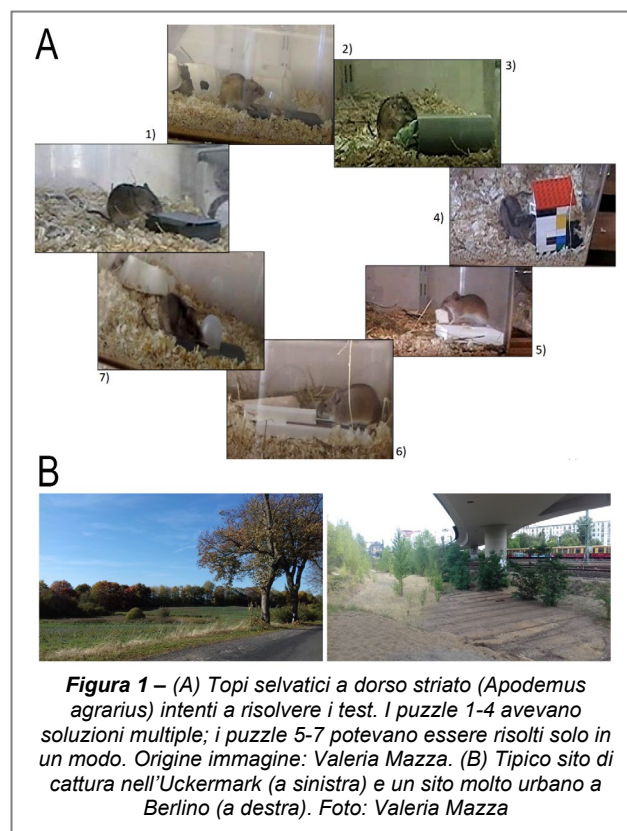 A
2)
3)
1)
4)
5)
7)
6)
B
Figura 1 – (A) Topi selvatici a dorso striato (Apodemus
agrarius) intenti a risolvere i test. I puzzle 1-4 avevano
soluzioni multiple; i puzzle 5-7 potevano essere risolti solo in
un modo. Origine immagine: Valeria Mazza. (B) Tipico sito di
cattura nell'Uckermark (a sinistra) e un sito molto urbano a
Berlino (a destra). Foto: Valeria Mazza